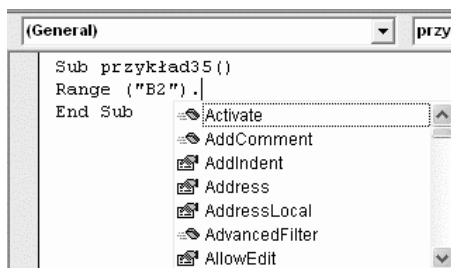 (General) przy
Sub przykład35()
Range ("B2").
End Sub
Activate
AddComment
AddIndent
Address
AddressLocal
AdvancedFilter
AllowEdit